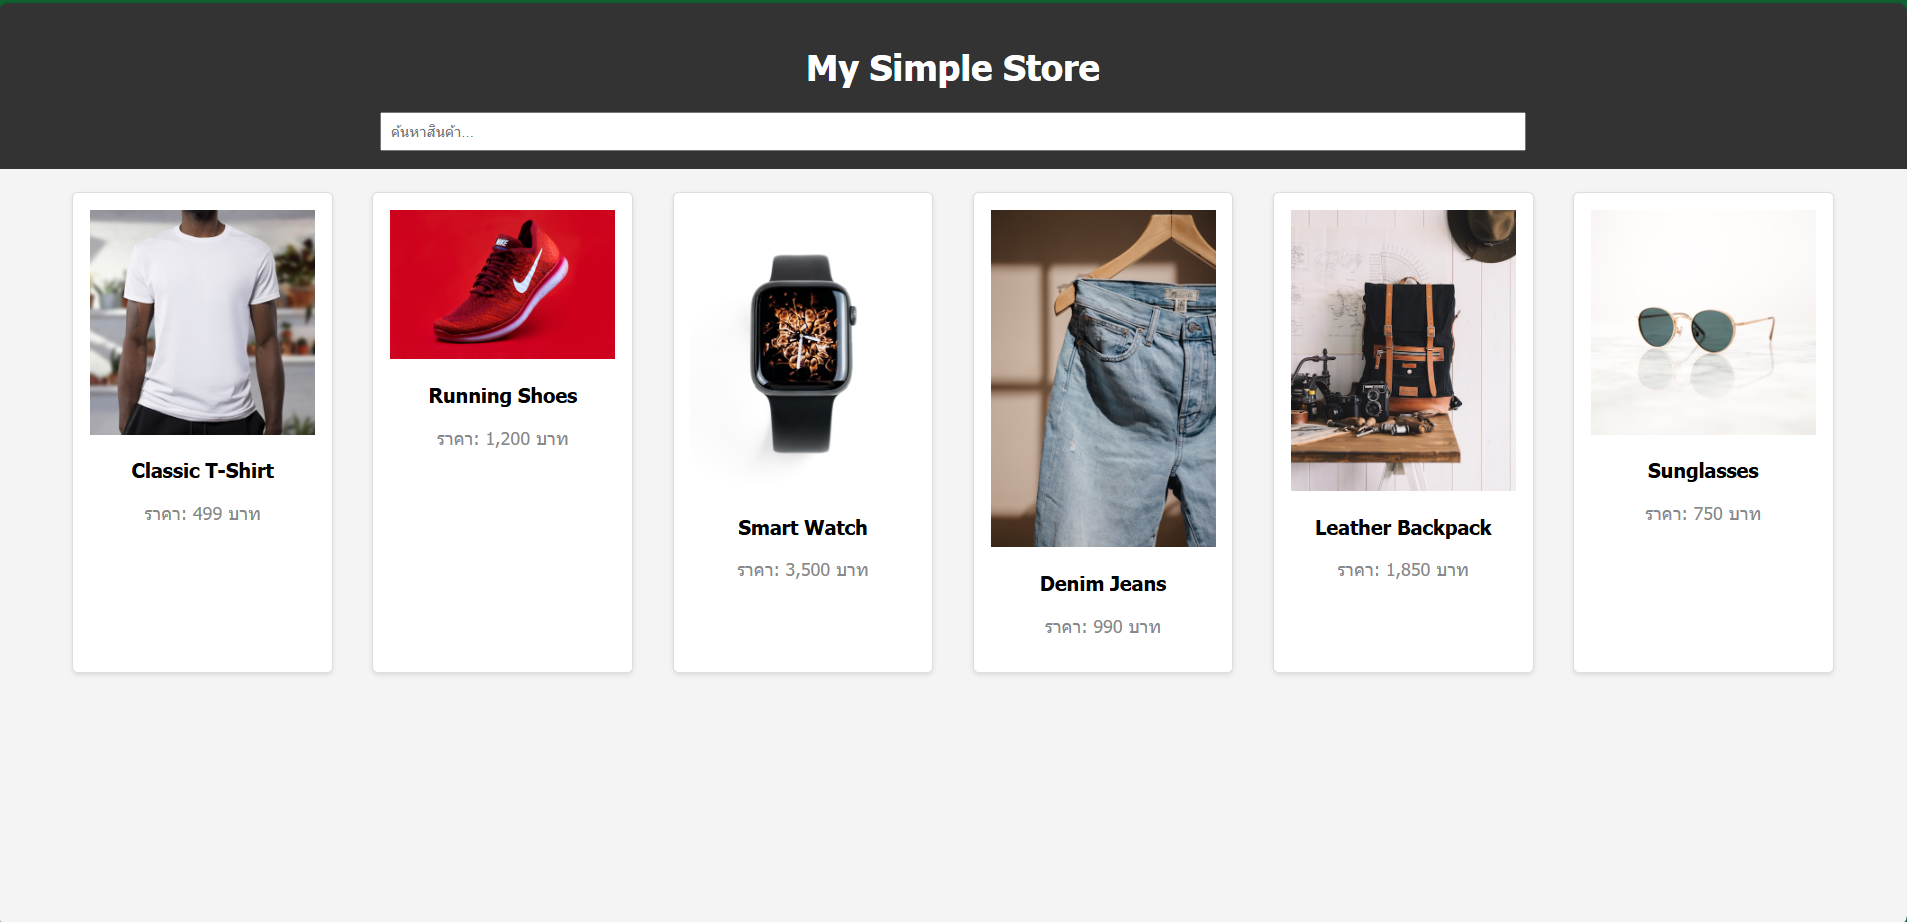 My Simple Store
ค้นหาสินค้า...
Classic T-Shirt
ราคา: 499 บาท
NIKE
Running Shoes
ราคา: 1,200 บาท
Smart Watch
ราคา: 3,500 บาท
Denim Jeans
ราคา: 990 บาท
Leather Backpack
ราคา: 1,850 บาท
Sunglasses
ราคา: 750 บาท